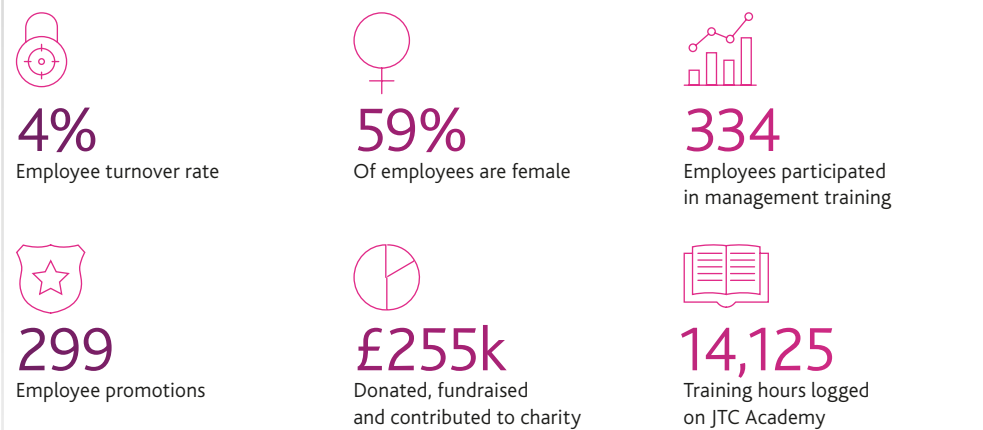 4%
Employee turnover rate
59%
Of employees are female
334
Employees participated
in management training
299
Employee promotions
£255k
Donated, fundraised
and contributed to charity
14,125
Training hours logged
on JTC Academy